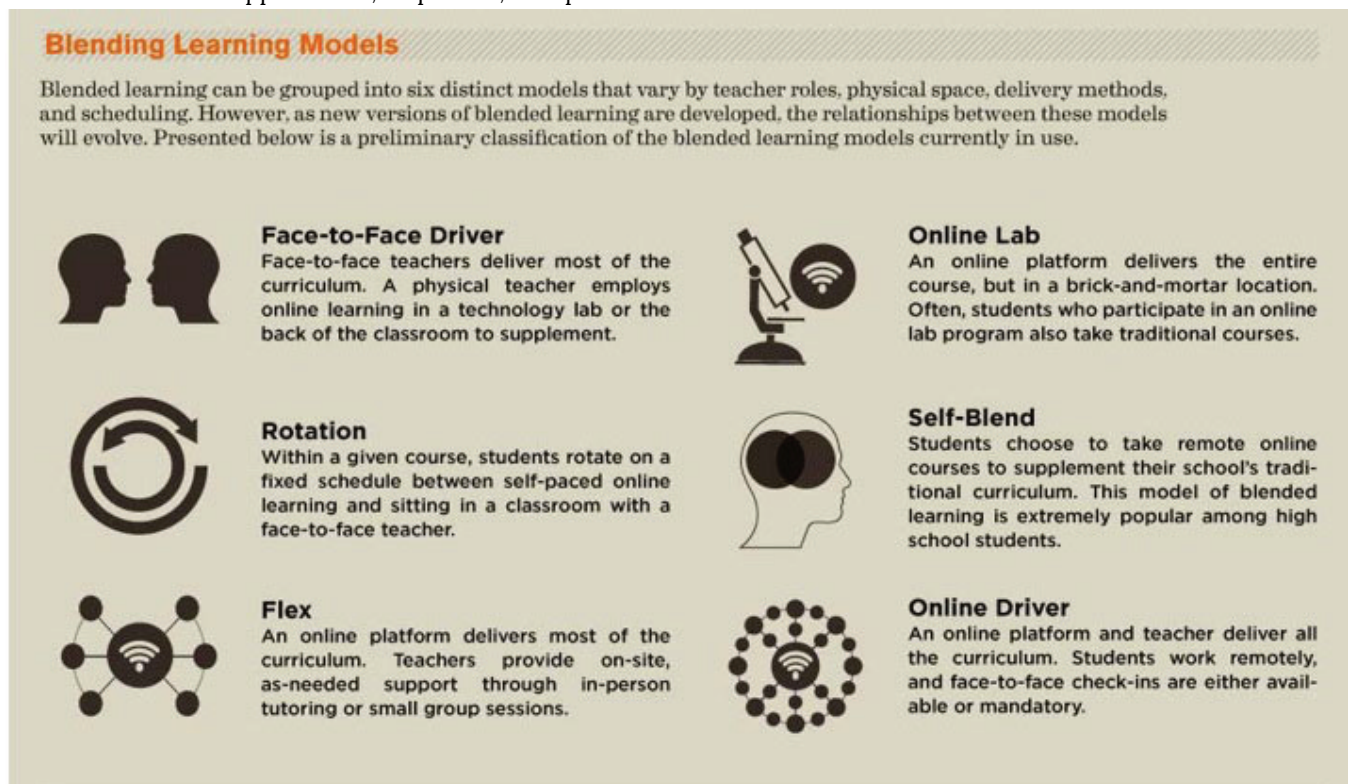 Blending Learning Models
Blended learning can be grouped into six distinct models that vary by teacher roles, physical space, delivery methods,
and scheduling. However, as new versions of blended learning are developed, the relationships between these models
will evolve. Presented below is a preliminary classification of the blended learning models currently in use.
Face-to-Face Driver
Face-to-face teachers deliver most of the
curriculum. A physical teacher employs
online learning in a technology lab or the
back of the classroom to supplement.
Rotation
Within a given course, students rotate on a
fixed schedule between self-paced online
learning and sitting in a classroom with a
face-to-face teacher.
Flex
An online platform delivers most of the
curriculum. Teachers provide on-site,
as-needed support through in-person
tutoring or small group sessions.
Online Lab
An online platform delivers the entire
course, but in a brick-and-mortar location.
Often, students who participate in an online
lab program also take traditional courses.
Self-Blend
Students choose to take remote online
courses to supplement their school's tradi-
tional curriculum. This model of blended
learning is extremely popular among high
school students.
Online Driver
An online platform and teacher deliver all
the curriculum. Students work remotely,
and face-to-face check-ins are either avail-
able or mandatory.